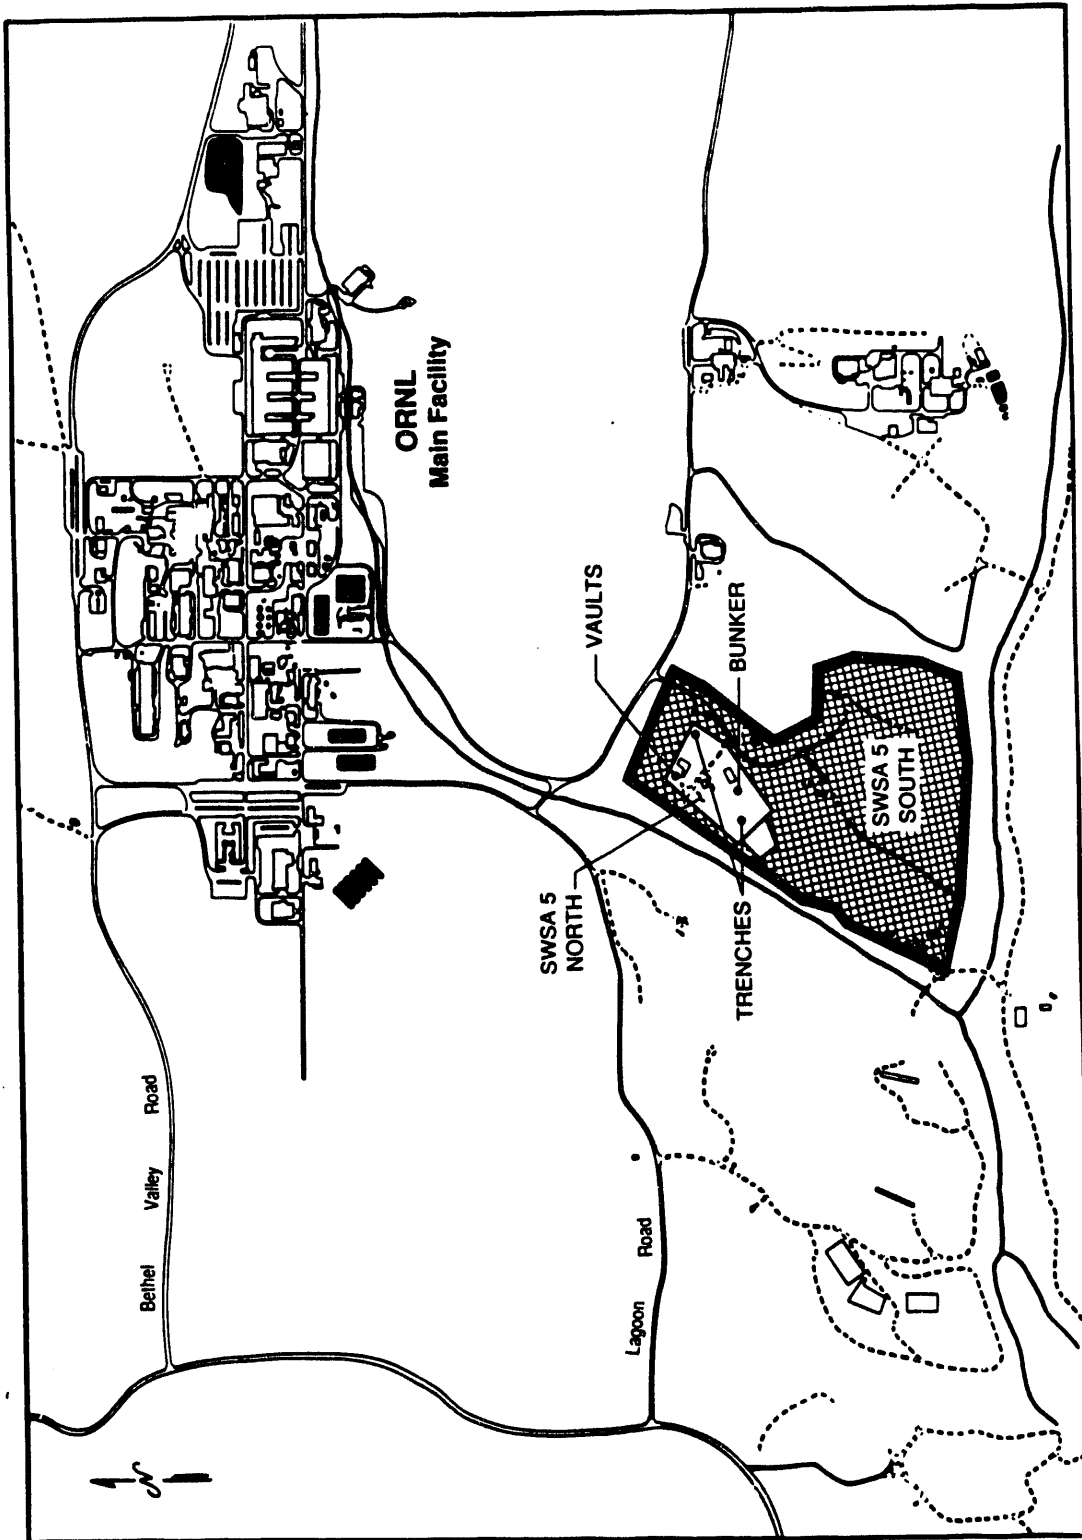 ORNL
Main Facility
VAULTS
BUNKER
SWSA 5
SOUTH
SWSA 5
NORTH
TRENCHES
Bethel Valley Road
Lagoon Road
N